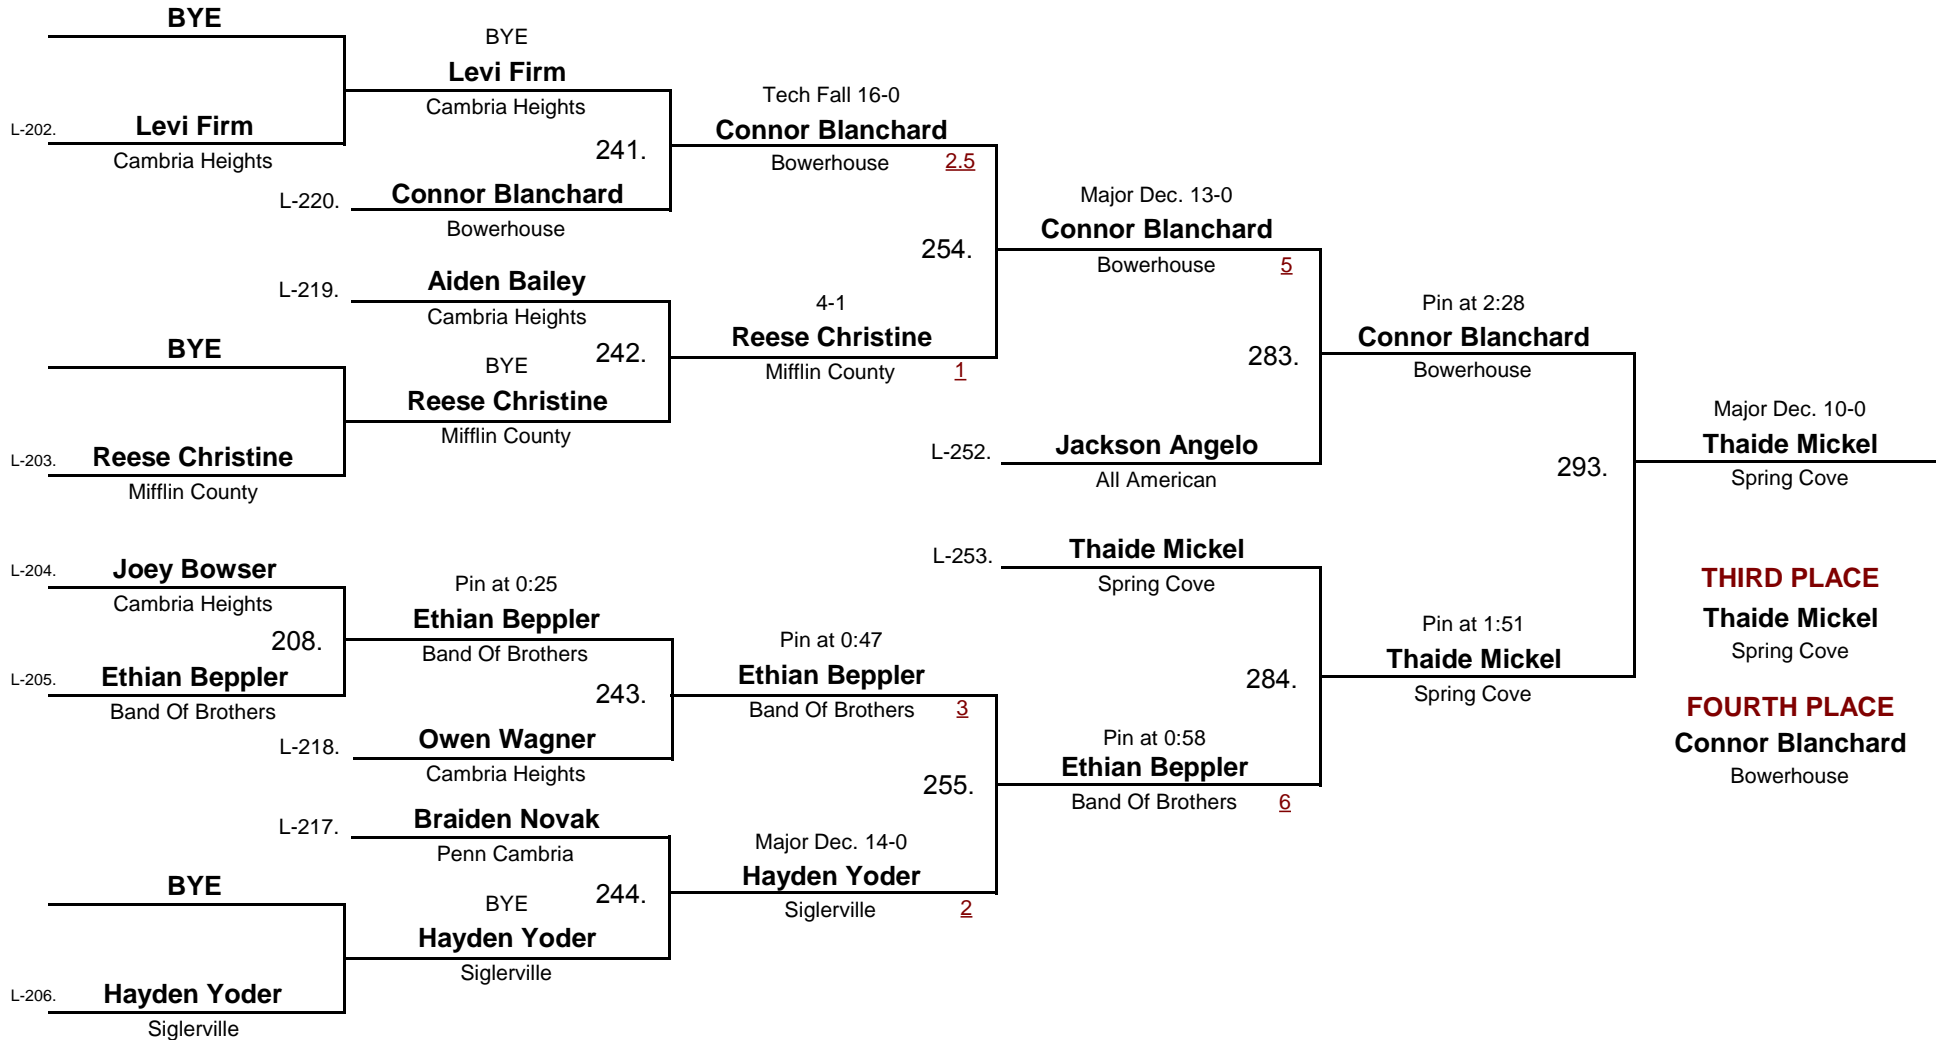 BYE
L-202. Levi Firm
Cambria Heights
BYE
L-203. Reese Christine
Mifflin County
L-204. Joey Bowser
Cambria Heights
208.
L-205. Ethian Beppler
Band Of Brothers
BYE
L-206. Hayden Yoder
Siglerville
BYE
Levi Firm
Cambria Heights
241.
L-220. Connor Blanchard
Bowerhouse
L-219. Aiden Bailey
Cambria Heights
242.
BYE
Reese Christine
Mifflin County
Pin at 0:25
Ethian Beppler
Band Of Brothers
243.
L-218. Owen Wagner
Cambria Heights
L-217. Braiden Novak
Penn Cambria
244.
BYE
Hayden Yoder
Siglerville
Tech Fall 16-0
Connor Blanchard
Bowerhouse 2.5
254.
4-1
Reese Christine
Mifflin County 1
Pin at 0:47
Ethian Beppler
Band Of Brothers 3
255.
Major Dec. 14-0
Hayden Yoder
Siglerville 2
Major Dec. 13-0
Connor Blanchard
Bowerhouse 5
283.
L-252. Jackson Angelo
All American
L-253. Thaide Mickel
Spring Cove
284.
Pin at 0:58
Ethian Beppler
Band Of Brothers 6
Pin at 2:28
Connor Blanchard
Bowerhouse
293.
Pin at 1:51
Thaide Mickel
Spring Cove
Major Dec. 10-0
Thaide Mickel
Spring Cove
THIRD PLACE
Thaide Mickel
Spring Cove
FOURTH PLACE
Connor Blanchard
Bowerhouse